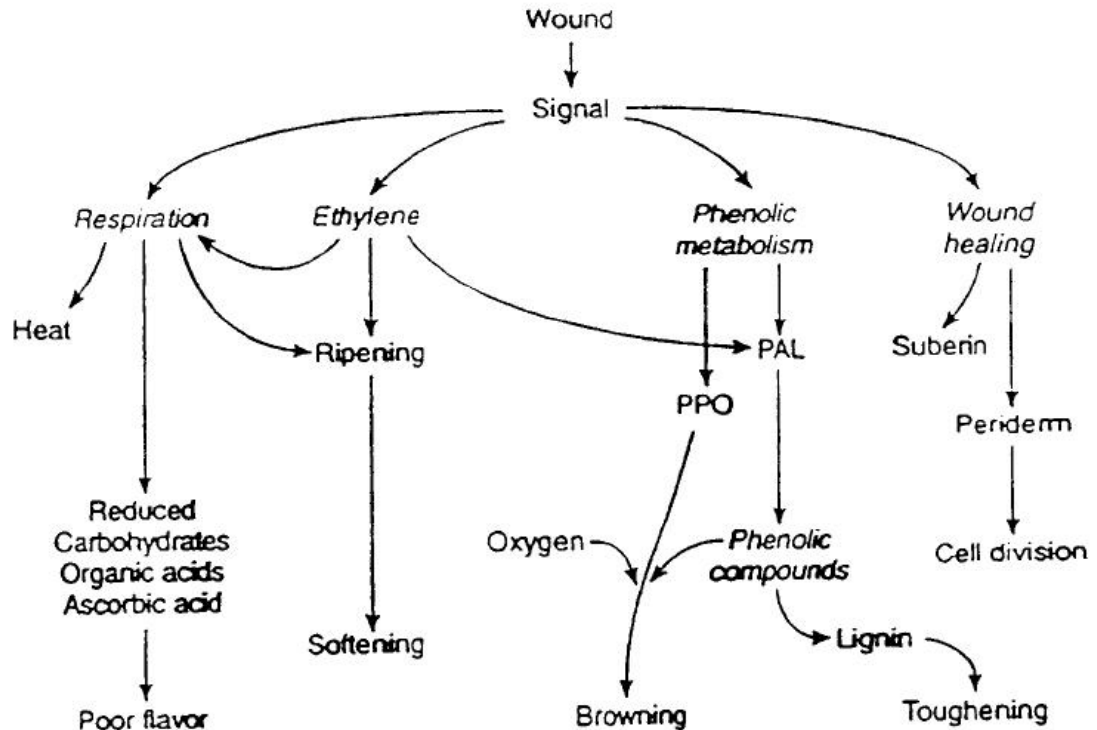 Wound
Signal
Respiration
Ethylene
Phenolic
metabolism
Wound
healing
Heat
Ripening
PAL
Suberin
PPO
Periderm
Reduced
Carbohydrates
Organic acids
Ascorbic acid
Oxygen
Phenolic
compounds
Cell division
Softening
Lignin
Poor flavor
Browning
Toughening